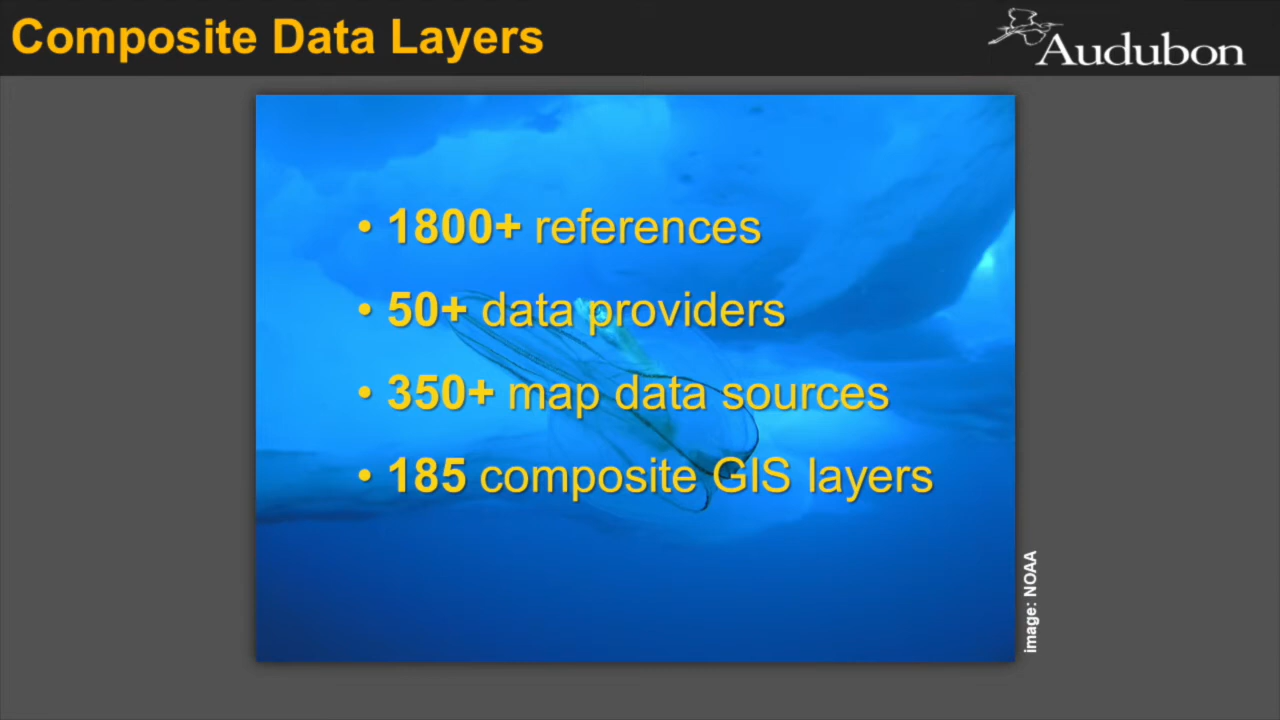 Composite Data Layers
Audubon
• 1800+ references
• 50+ data providers
• 350+ map data sources
• 185 composite GIS layers
image: NOAA